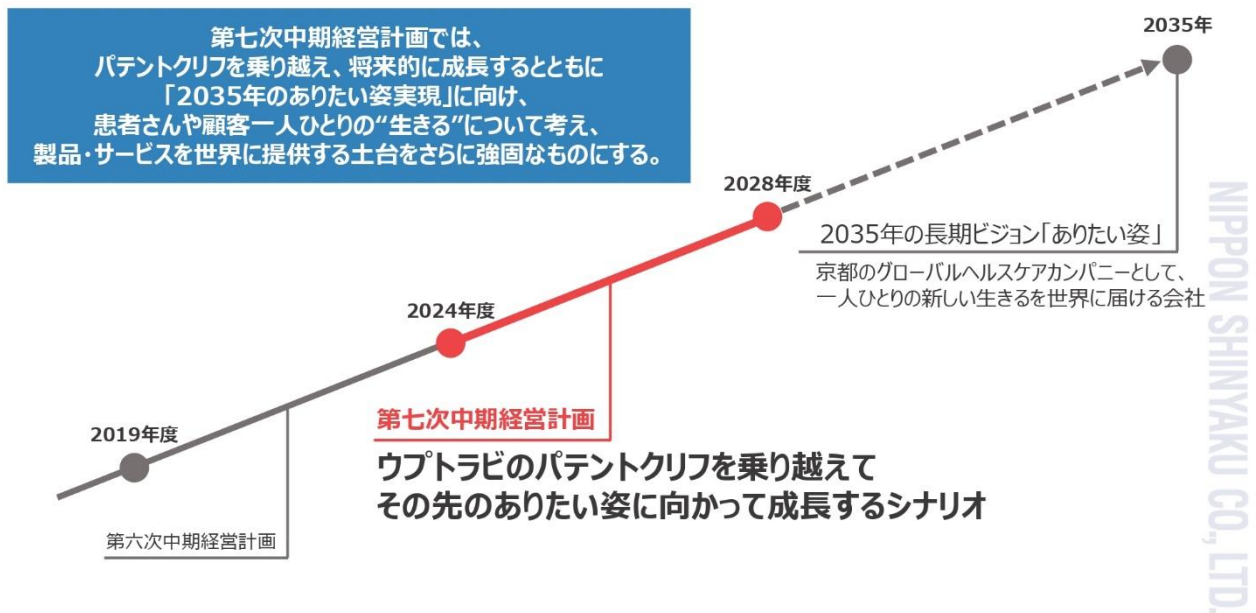 第七次中期経営計画では、
パテントクリフを乗り越え、将来的に成長するとともに
「2035年のありたい姿実現」に向け、
患者さんや顧客一人ひとりの“生きる”について考え、
製品・サービスを世界に提供する土台をさらに強固なものにする。
2035年
2028年度
2035年の長期ビジョン「ありたい姿」
京都のグローバルヘルスケアカンパニーとして、
一人ひとりの新しい生きるを世界に届ける会社
2024年度
第七次中期経営計画
ウプトラビのパテントクリフを乗り越えて
その先のありたい姿に向かって成長するシナリオ
2019年度
第六次中期経営計画
NIPPON SHINYAKU CO., LTD.